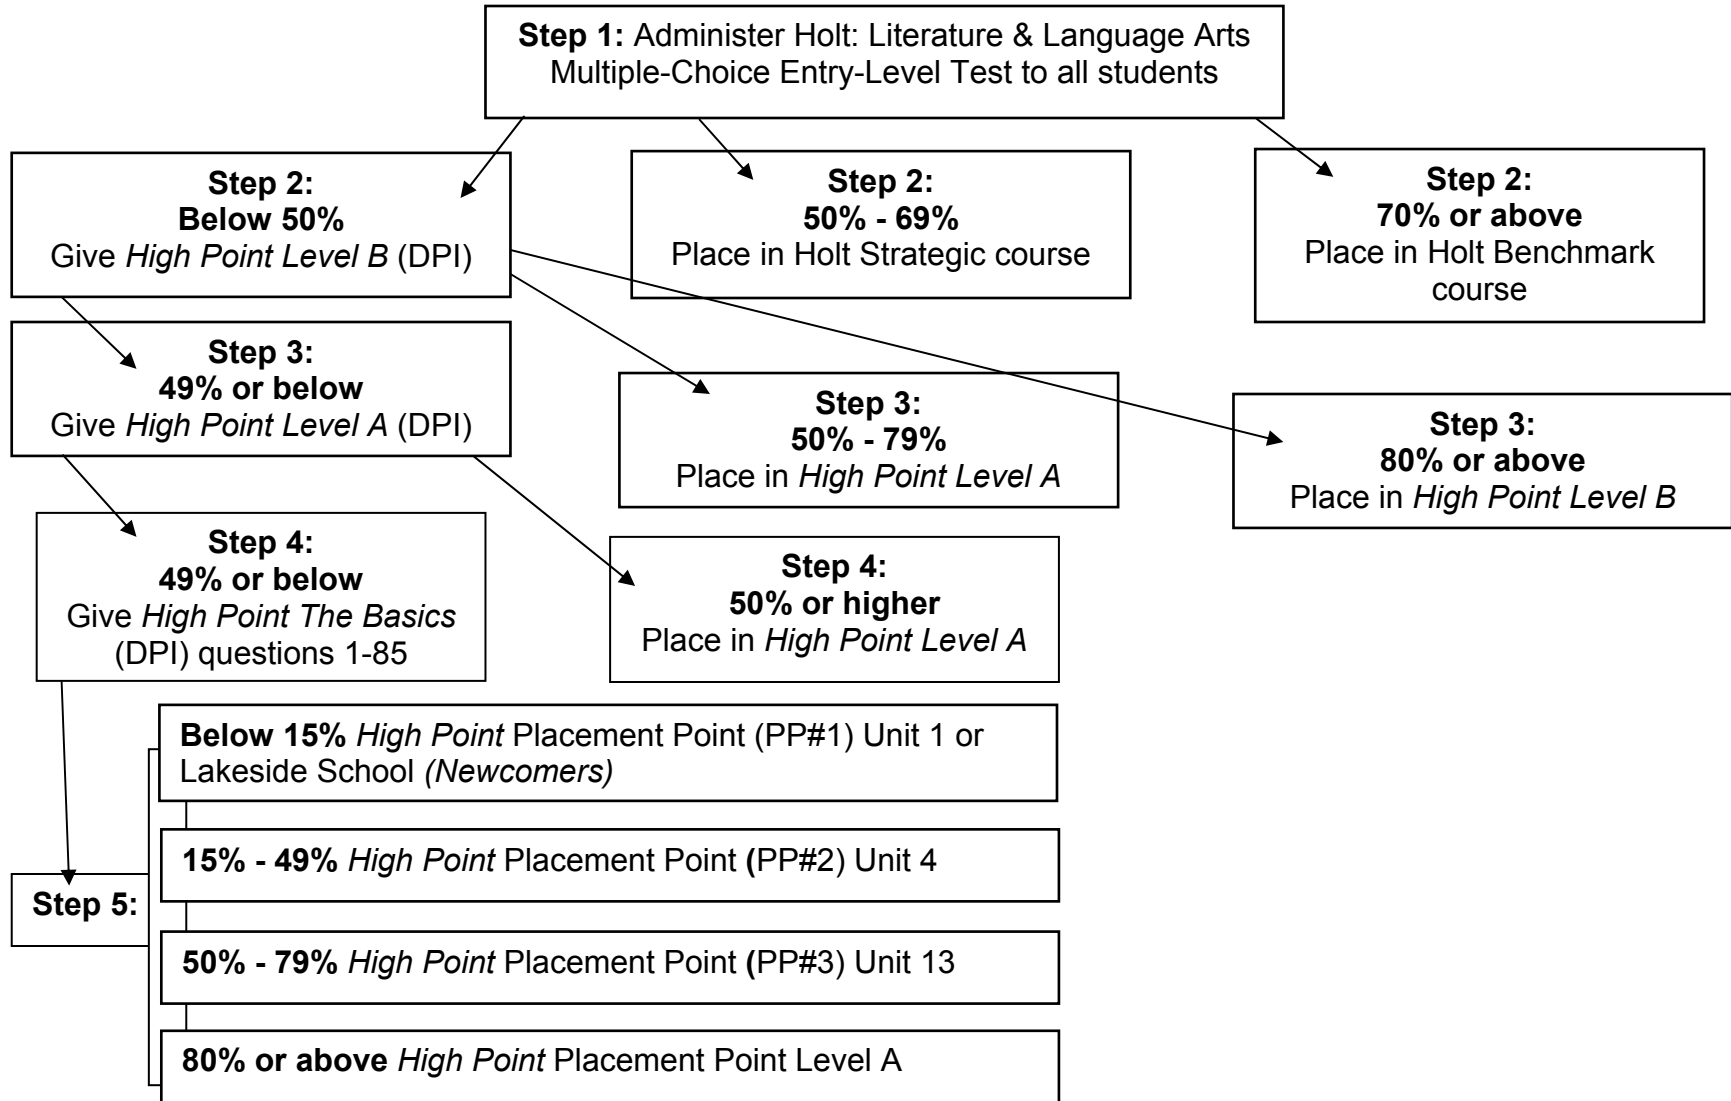 Step 1: Administer Holt: Literature & Language Arts
Multiple-Choice Entry-Level Test to all students
Step 2:
Below 50%
Give High Point Level B (DPI)
Step 2:
50% - 69%
Place in Holt Strategic course
Step 2:
70% or above
Place in Holt Benchmark
course
Step 3:
49% or below
Give High Point Level A (DPI)
Step 3:
50% - 79%
Place in High Point Level A
Step 3:
80% or above
Place in High Point Level B
Step 4:
49% or below
Give High Point The Basics
(DPI) questions 1-85
Step 4:
50% or higher
Place in High Point Level A
Step 5:
Below 15% High Point Placement Point (PP#1) Unit 1 or
Lakeside School (Newcomers)
15% - 49% High Point Placement Point (PP#2) Unit 4
50% - 79% High Point Placement Point (PP#3) Unit 13
80% or above High Point Placement Point Level A